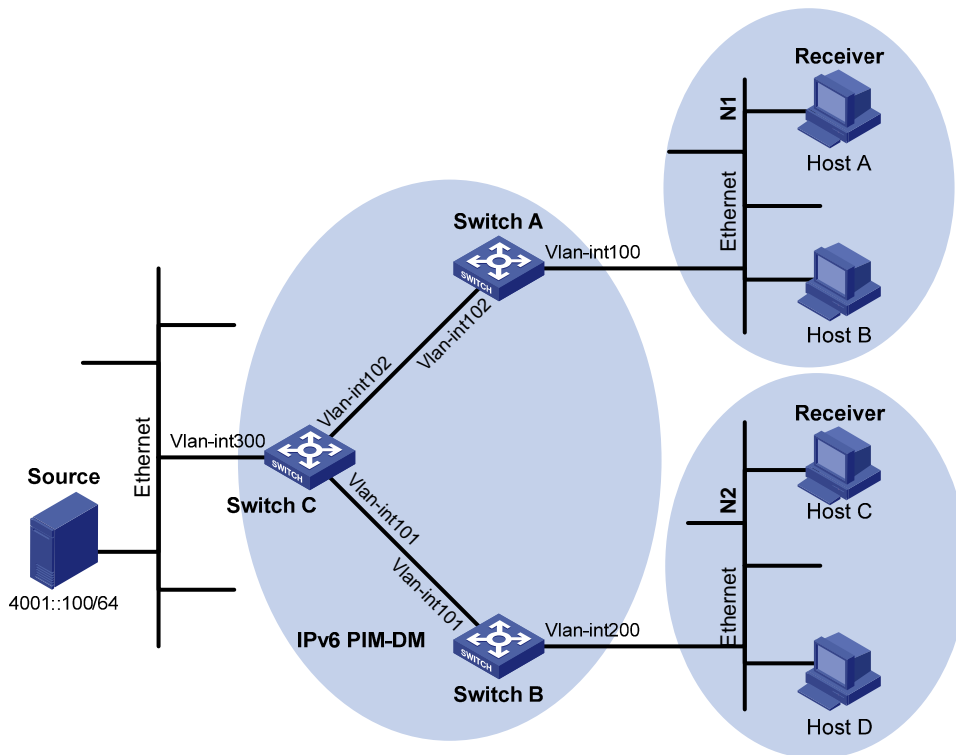 Receiver
N1
Host A
Ethernet
Switch A
Vlan-int100
SWITCH
Host B
Vlan-int102
Vlan-int102
Receiver
Ethernet
Vlan-int300
SWITCH
Source
Switch C
N2
Host C
Vlan-int101
Vlan-int101
4001::100/64
IPv6 PIM-DM
SWITCH
Vlan-int200
Ethernet
Switch B
Host D